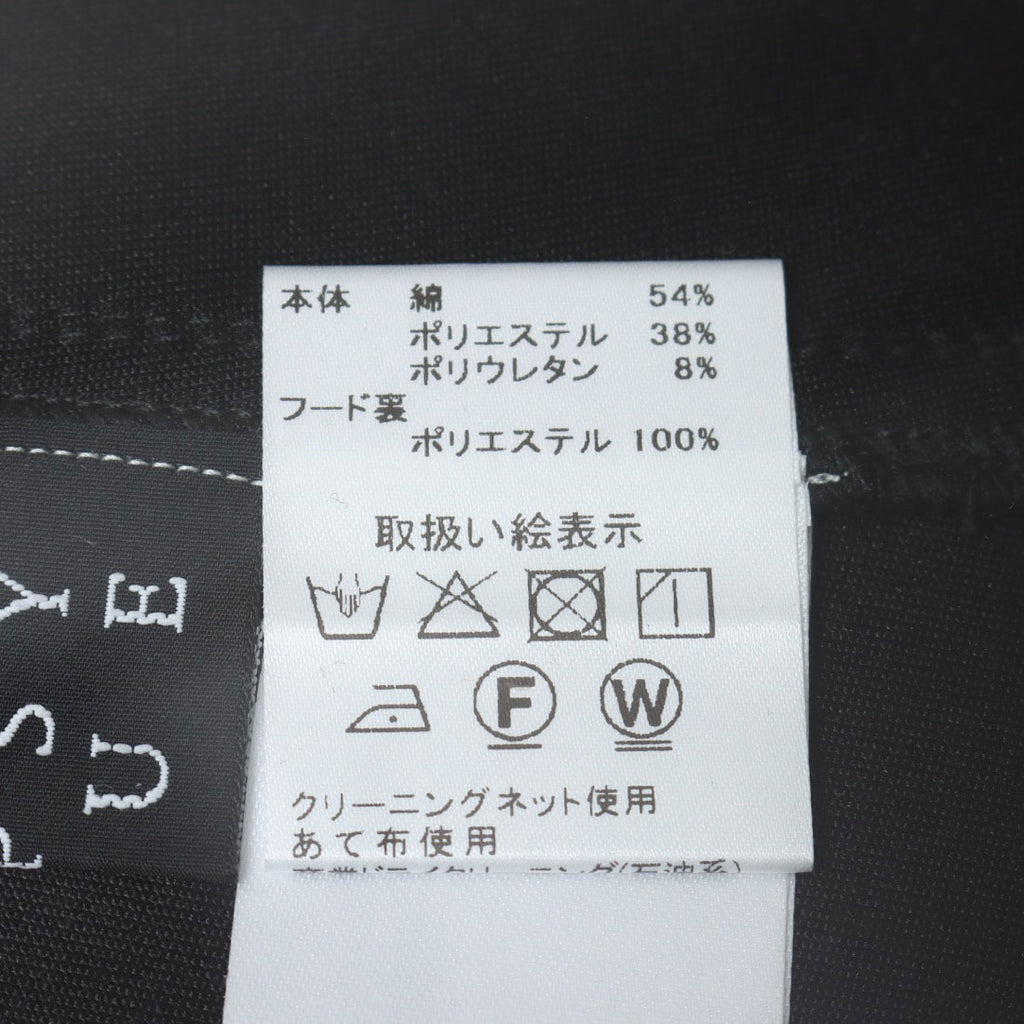 本体 綿 54%
ポリエステル 38%
ポリウレタン 8%
フード裏
ポリエステル 100%
取扱い絵表示
F W
クリーニングネット使用
あて布使用